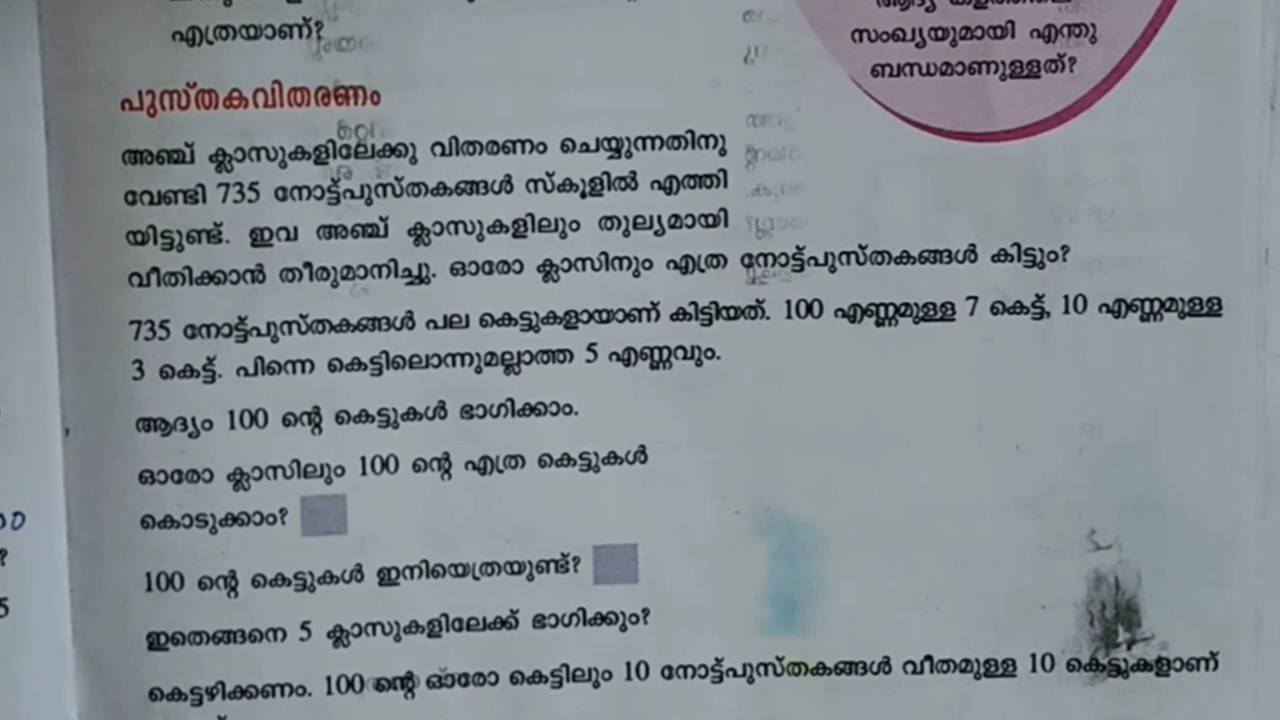 എത്രയാണ്?
സംഖ്യയുമായി എന്തു
ബന്ധമാണുള്ളത്?
പുസ്തകവിതരണം
അഞ്ച് ക്ലാസുകളിലേക്കു വിതരണം ചെയ്യുന്നതിനു
വേണ്ടി 735 നോട്ട്പുസ്തകങ്ങൾ സ്കൂളിൽ എത്തി
യിട്ടുണ്ട്. ഇവ അഞ്ച് ക്ലാസുകളിലും തുല്യമായി
വീതിക്കാൻ തീരുമാനിച്ചു. ഓരോ ക്ലാസിനും എത്ര നോട്ട്പുസ്തകങ്ങൾ കിട്ടും?
735 നോട്ട്പുസ്തകങ്ങൾ പല കെട്ടുകളായാണ് കിട്ടിയത്. 100 എണ്ണമുള്ള 7 കെട്ട്, 10 എണ്ണമുള്ള
3 കെട്ട്. പിന്നെ കെട്ടിലൊന്നുമല്ലാത്ത 5 എണ്ണവും.
ആദ്യം 100 ന്റെ കെട്ടുകൾ ഭാഗിക്കാം.
ഓരോ ക്ലാസിലും 100 ന്റെ എത്ര കെട്ടുകൾ
കൊടുക്കാം?
100 ന്റെ കെട്ടുകൾ ഇനിയെത്രയുണ്ട്?
ഇതെങ്ങനെ 5 ക്ലാസുകളിലേക്ക് ഭാഗിക്കും?
കെട്ടഴിക്കണം. 100 ന്റെ ഓരോ കെട്ടിലും 10 നോട്ട്പുസ്തകങ്ങൾ വീതമുള്ള 10 കെട്ടുകളാണ്